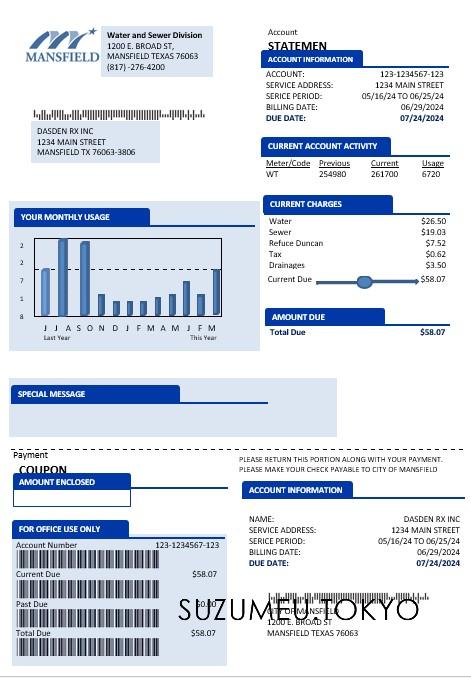 MANSFIELD
Water and Sewer Division
1200 E. BROAD ST,
MANSFIELD TEXAS 76063
(817) -276-4200
DASDEN RX INC
1234 MAIN STREET
MANSFIELD TX 76063-3806
Account
STATEMEN
ACCOUNT INFORMATION
ACCOUNT: 123-1234567-123
SERVICE ADDRESS: 1234 MAIN STREET
SERICE PERIOD: 05/16/24 TO 06/25/24
BILLING DATE: 06/29/2024
DUE DATE: 07/24/2024
CURRENT ACCOUNT ACTIVITY
Meter/Code Previous Current Usage
WT 254980 261700 6720
YOUR MONTHLY USAGE
2
2
7
1
8
J J A S O N D J F M A M J J F M
Last Year This Year
CURRENT CHARGES
Water $26.50
Sewer $19.03
Refuce Duncan $7.52
Tax $0.62
Drainages $3.50
Current Due $58.07
AMOUNT DUE
Total Due $58.07
SPECIAL MESSAGE
Payment
COUPON
AMOUNT ENCLOSED
PLEASE RETURN THIS PORTION ALONG WITH YOUR PAYMENT.
PLEASE MAKE YOUR CHECK PAYABLE TO CITY OF MANSFIELD
ACCOUNT INFORMATION
NAME: DASDEN RX INC
SERVICE ADDRESS: 1234 MAIN STREET
SERICE PERIOD: 05/16/24 TO 06/25/24
BILLING DATE: 06/29/2024
DUE DATE: 07/24/2024
FOR OFFICE USE ONLY
Account Number 123-1234567-123
Current Due $58.07
Past Due $0.00
Total Due $58.07
SUZUMEU TOKYO
CITY OF MANSFIELD
1200 E. BROAD ST
MANSFIELD TEXAS 76063